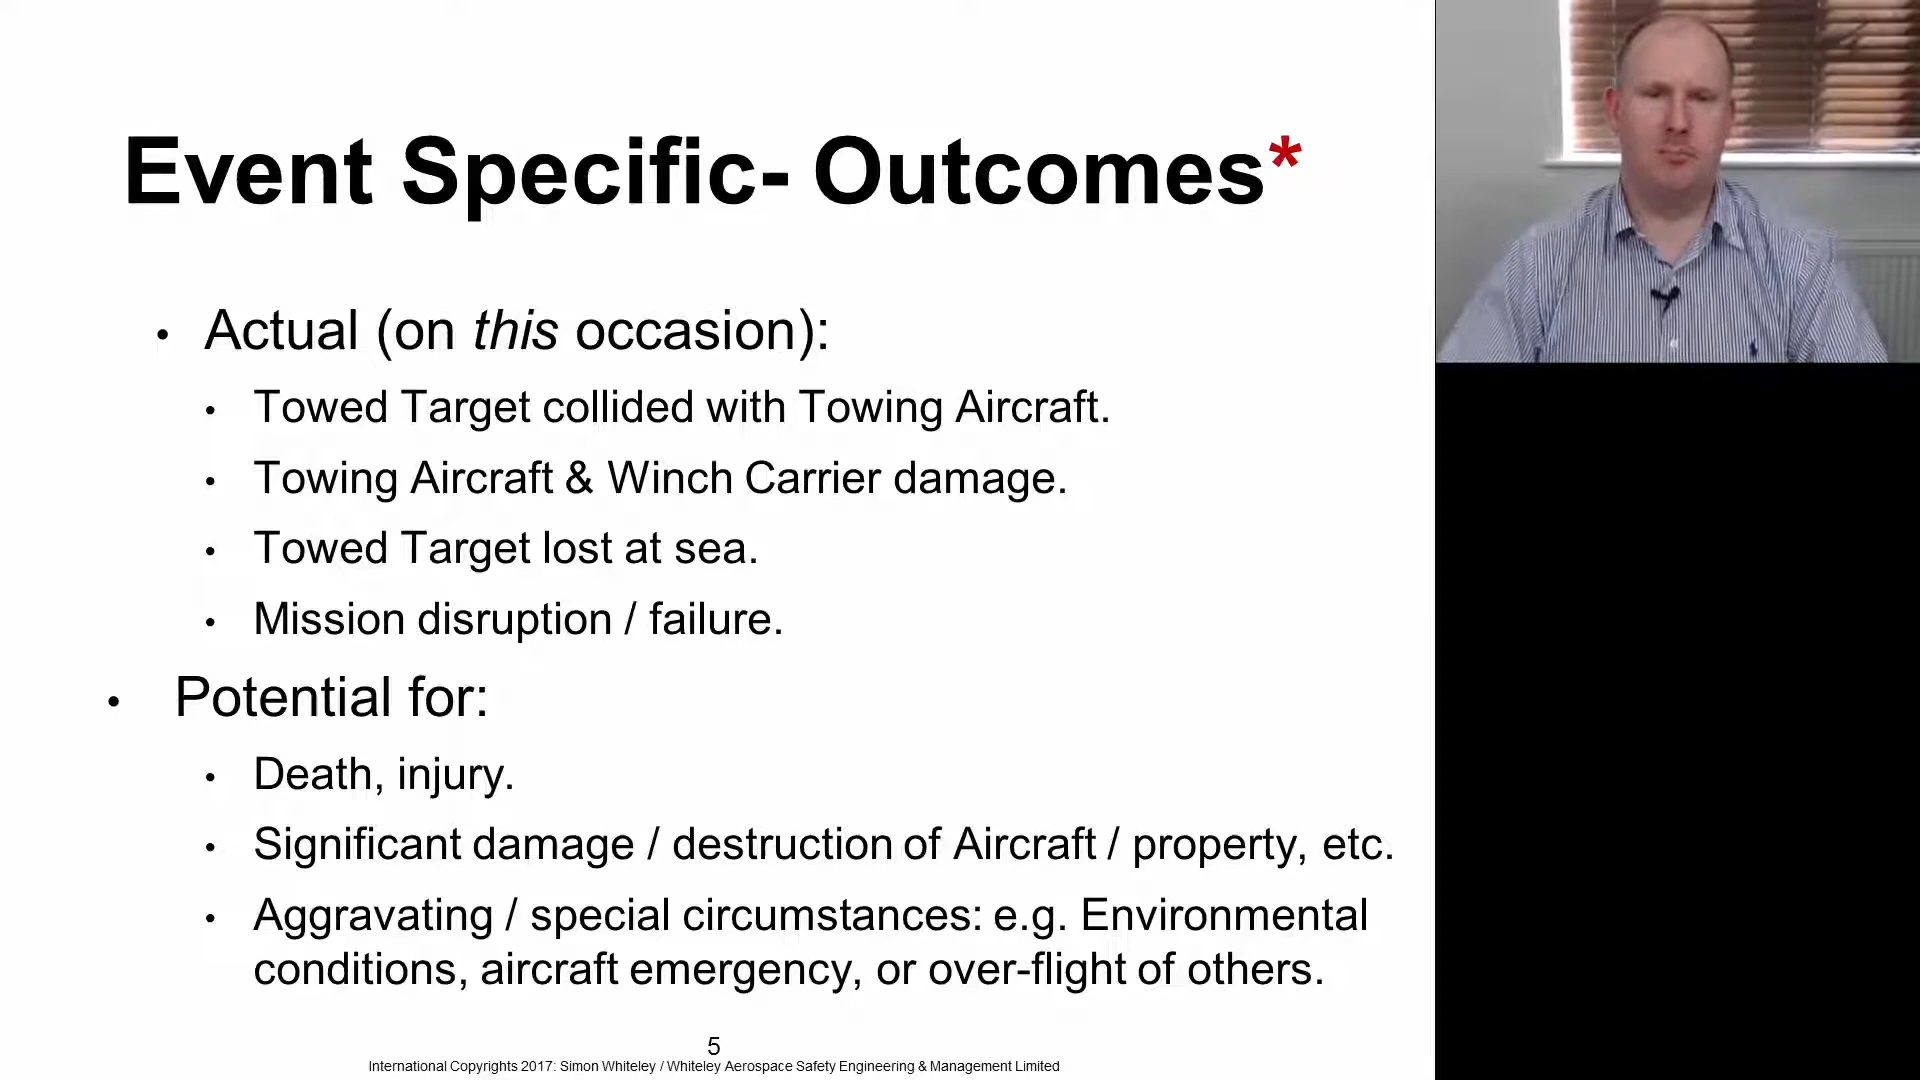 Event Specific- Outcomes*
• Actual (on this occasion):
• Towed Target collided with Towing Aircraft.
• Towing Aircraft & Winch Carrier damage.
• Towed Target lost at sea.
• Mission disruption / failure.
• Potential for:
• Death, injury.
• Significant damage / destruction of Aircraft / property, etc.
• Aggravating / special circumstances: e.g. Environmental
conditions, aircraft emergency, or over-flight of others.
5
International Copyrights 2017: Simon Whiteley / Whiteley Aerospace Safety Engineering & Management Limited